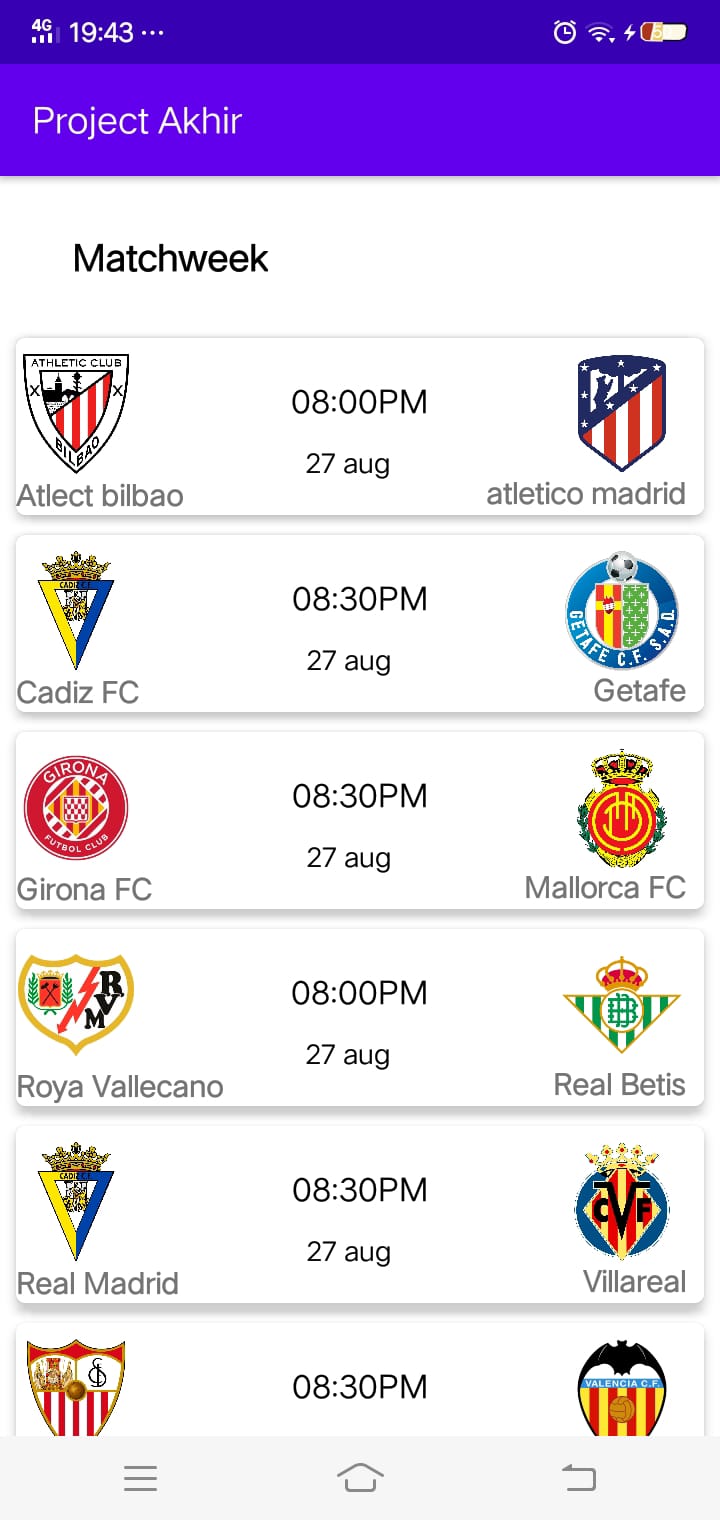 4G 19:43 ...
Project Akhir
Matchweek
ATHLETIC CLUB
BILBAO
08:00PM
27 aug
Atlect bilbao
atletico madrid
CADIZ C.F.
08:30PM
27 aug
GETAFE C.F. S.A.D.
Cadiz FC
Getafe
GIRONA
FUTBOL CLUB
08:30PM
27 aug
Girona FC
Mallorca FC
RVM
08:00PM
27 aug
Roya Vallecano
Real Betis
08:30PM
27 aug
CVF
Real Madrid
Villareal
08:30PM
VALENCIA C.F.